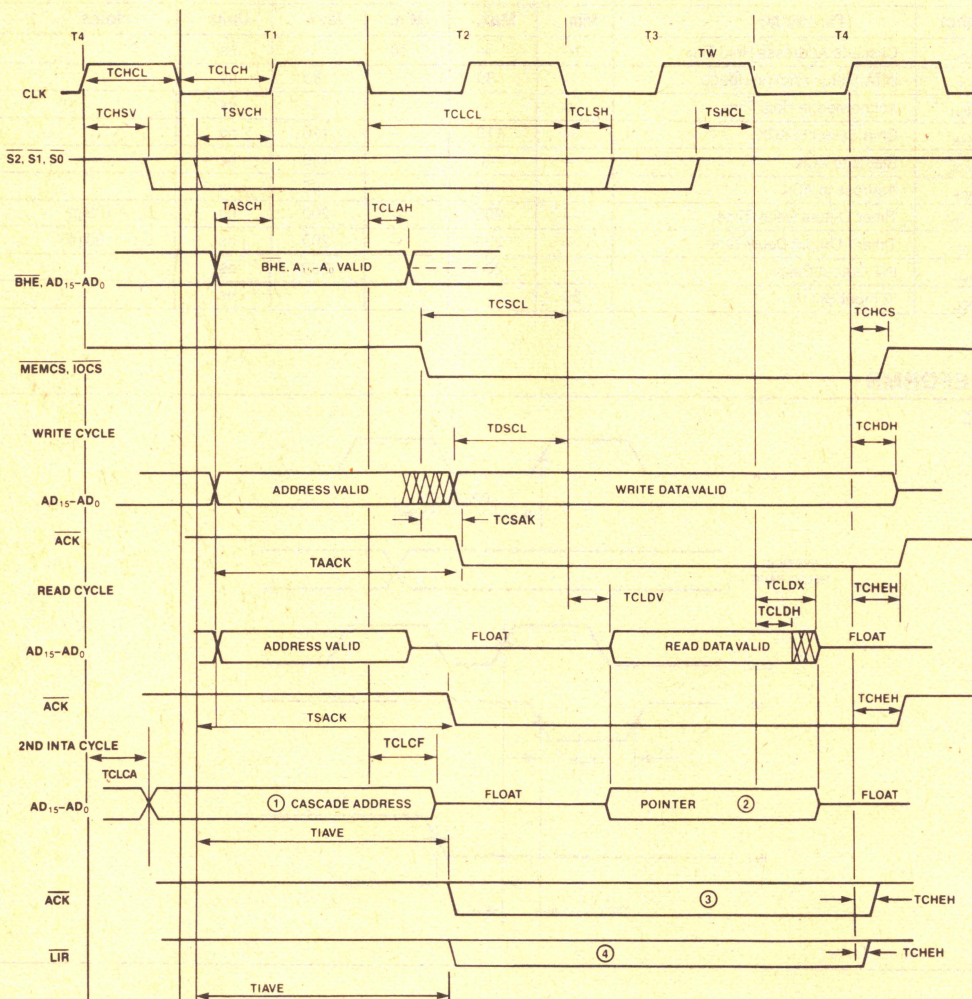 T4 T1 T2 T3 T4
TW
TCHCL TCLCH
CLK
TCHSV TSVCH TCLCL TCLSH TSHCL
S2, S1, S0
TASCH TCLAH
BHE, A15-A0 VALID
BHE, AD15-AD0
TCSCL TCHCS
MEMCS, IOCS
WRITE CYCLE TDSCL TCHDH
ADDRESS VALID WRITE DATA VALID
AD15-AD0
TCSAK
ACK
TAACK
READ CYCLE TCLDV TCLDX TCHEH
TCLDH
FLOAT FLOAT
ADDRESS VALID READ DATA VALID
AD15-AD0
ACK TCHEH
TSACK
2ND INTA CYCLE TCLCF
TCLCA
FLOAT FLOAT
① CASCADE ADDRESS POINTER ②
AD15-AD0
TIAVE
ACK ③ TCHEH
LIR ④ TCHEH
TIAVE